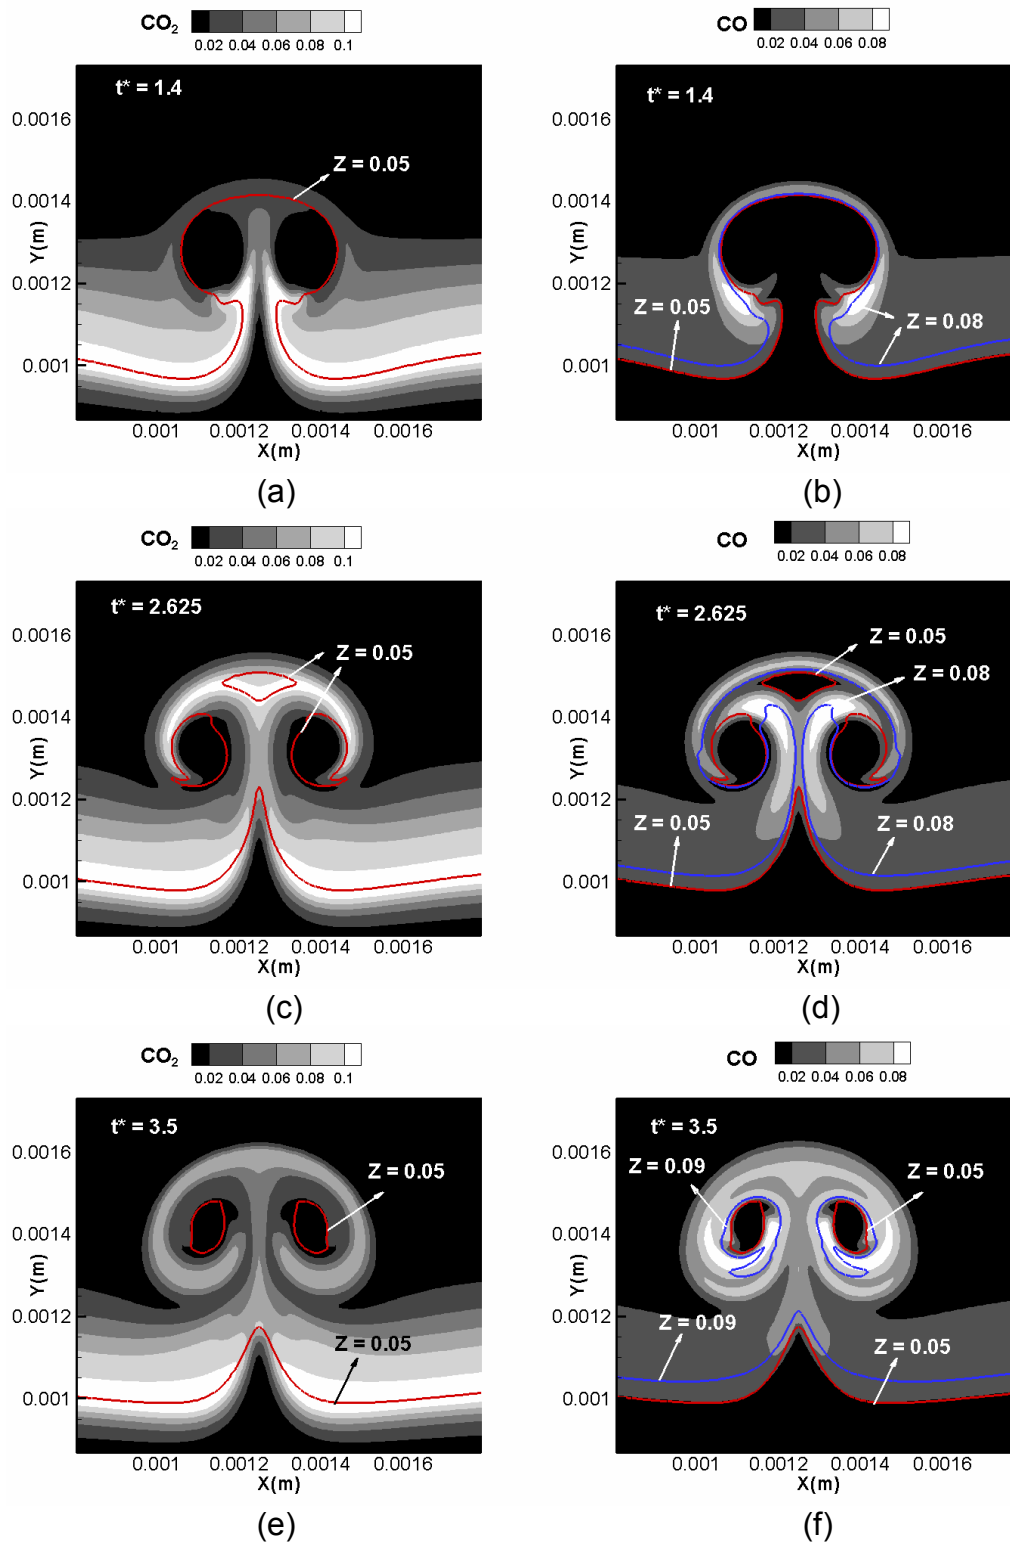 CO₂
0.02 0.04 0.06 0.08 0.1
t* = 1.4
Z = 0.05
0.0016
0.0014
0.0012
0.001
Y(m)
0.001 0.0012 0.0014 0.0016
X(m)
(a)
CO
0.02 0.04 0.06 0.08
t* = 1.4
Z = 0.05
Z = 0.08
0.0016
0.0014
0.0012
0.001
Y(m)
0.001 0.0012 0.0014 0.0016
X(m)
(b)
CO₂
0.02 0.04 0.06 0.08 0.1
t* = 2.625
Z = 0.05
0.0016
0.0014
0.0012
0.001
Y(m)
0.001 0.0012 0.0014 0.0016
X(m)
(c)
CO
0.02 0.04 0.06 0.08
t* = 2.625
Z = 0.05
Z = 0.08
Z = 0.05
Z = 0.08
0.0016
0.0014
0.0012
0.001
Y(m)
0.001 0.0012 0.0014 0.0016
X(m)
(d)
CO₂
0.02 0.04 0.06 0.08 0.1
t* = 3.5
Z = 0.05
Z = 0.05
0.0016
0.0014
0.0012
0.001
Y(m)
0.001 0.0012 0.0014 0.0016
X(m)
(e)
CO
0.02 0.04 0.06 0.08
t* = 3.5
Z = 0.09
Z = 0.05
Z = 0.09
Z = 0.05
0.0016
0.0014
0.0012
0.001
Y(m)
0.001 0.0012 0.0014 0.0016
X(m)
(f)